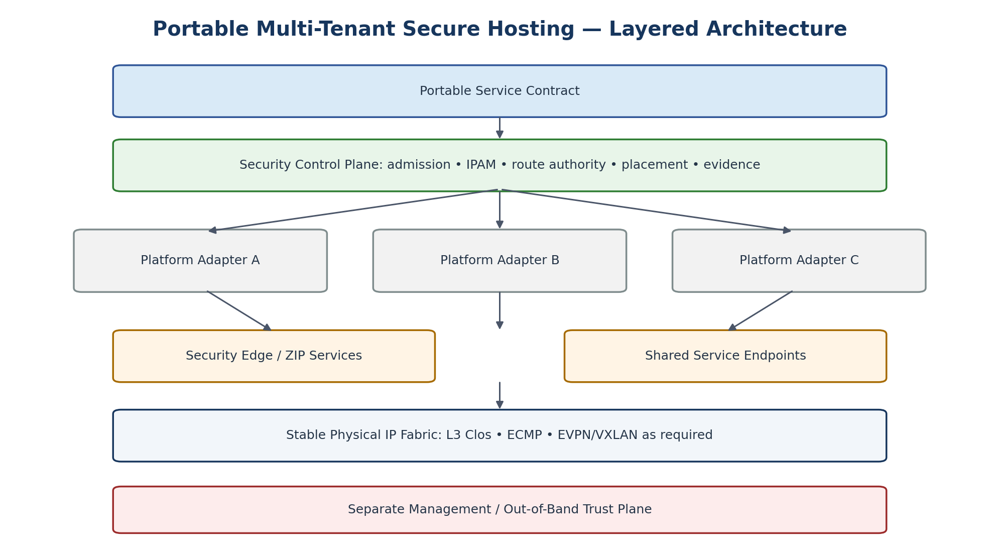 Portable Multi-Tenant Secure Hosting — Layered Architecture
Portable Service Contract
Security Control Plane: admission • IPAM • route authority • placement • evidence
Platform Adapter A
Platform Adapter B
Platform Adapter C
Security Edge / ZIP Services
Shared Service Endpoints
Stable Physical IP Fabric: L3 Clos • ECMP • EVPN/VXLAN as required
Separate Management / Out-of-Band Trust Plane